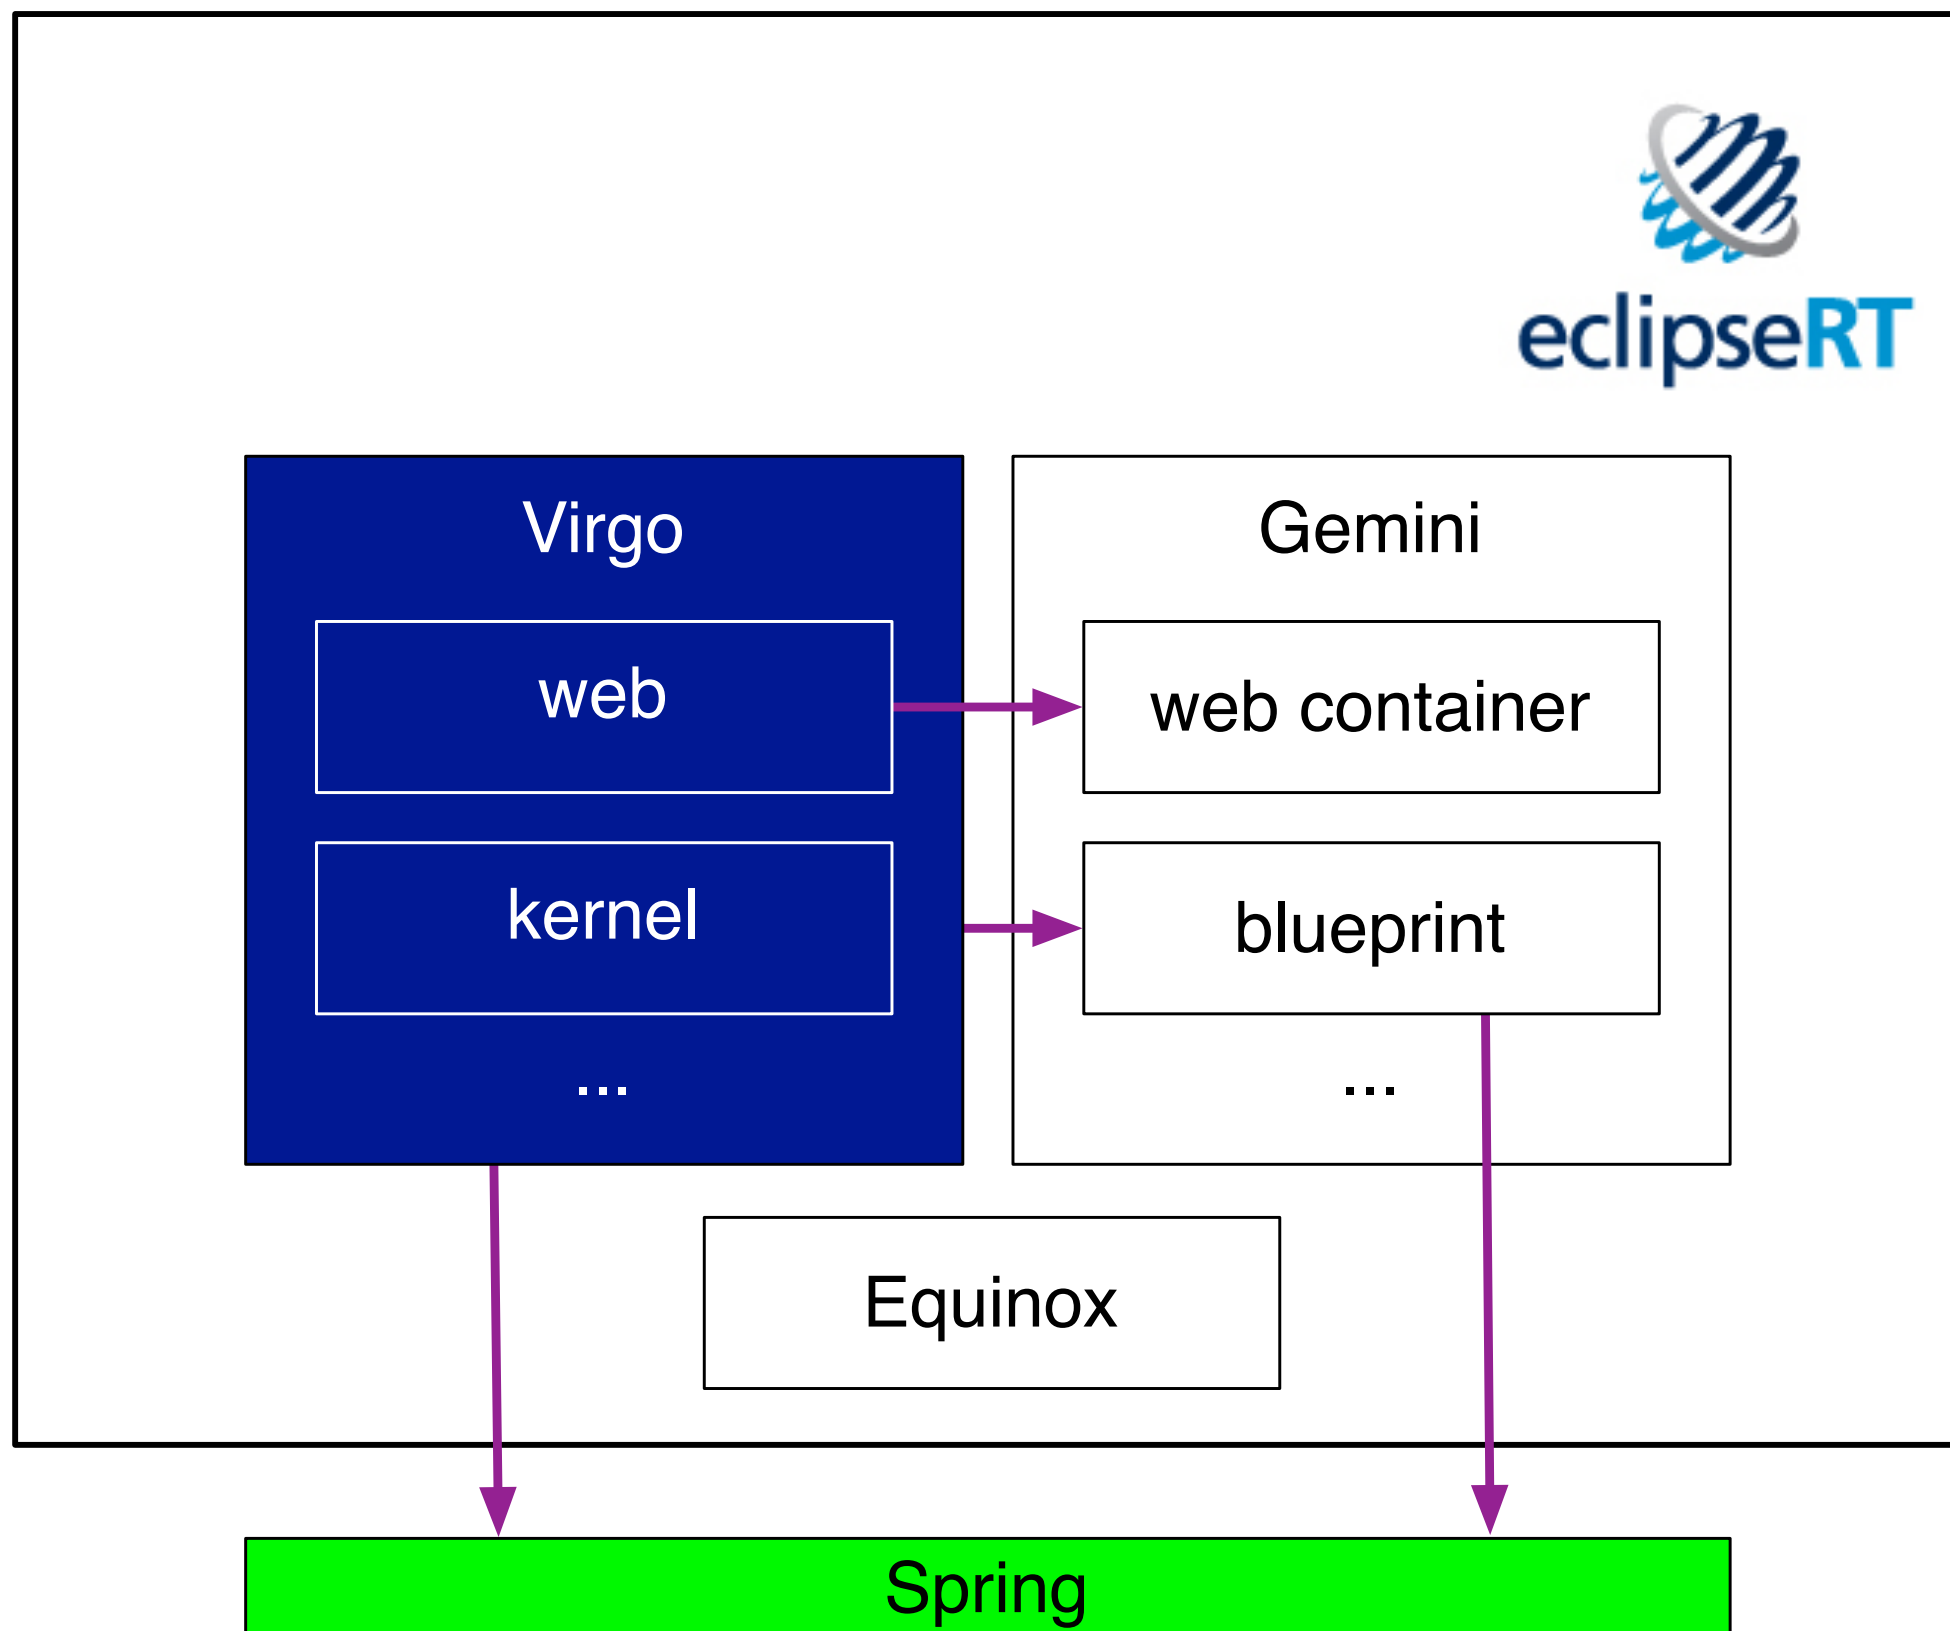 eclipseRT
Virgo
web
kernel
...
Gemini
web container
blueprint
...
Equinox
Spring